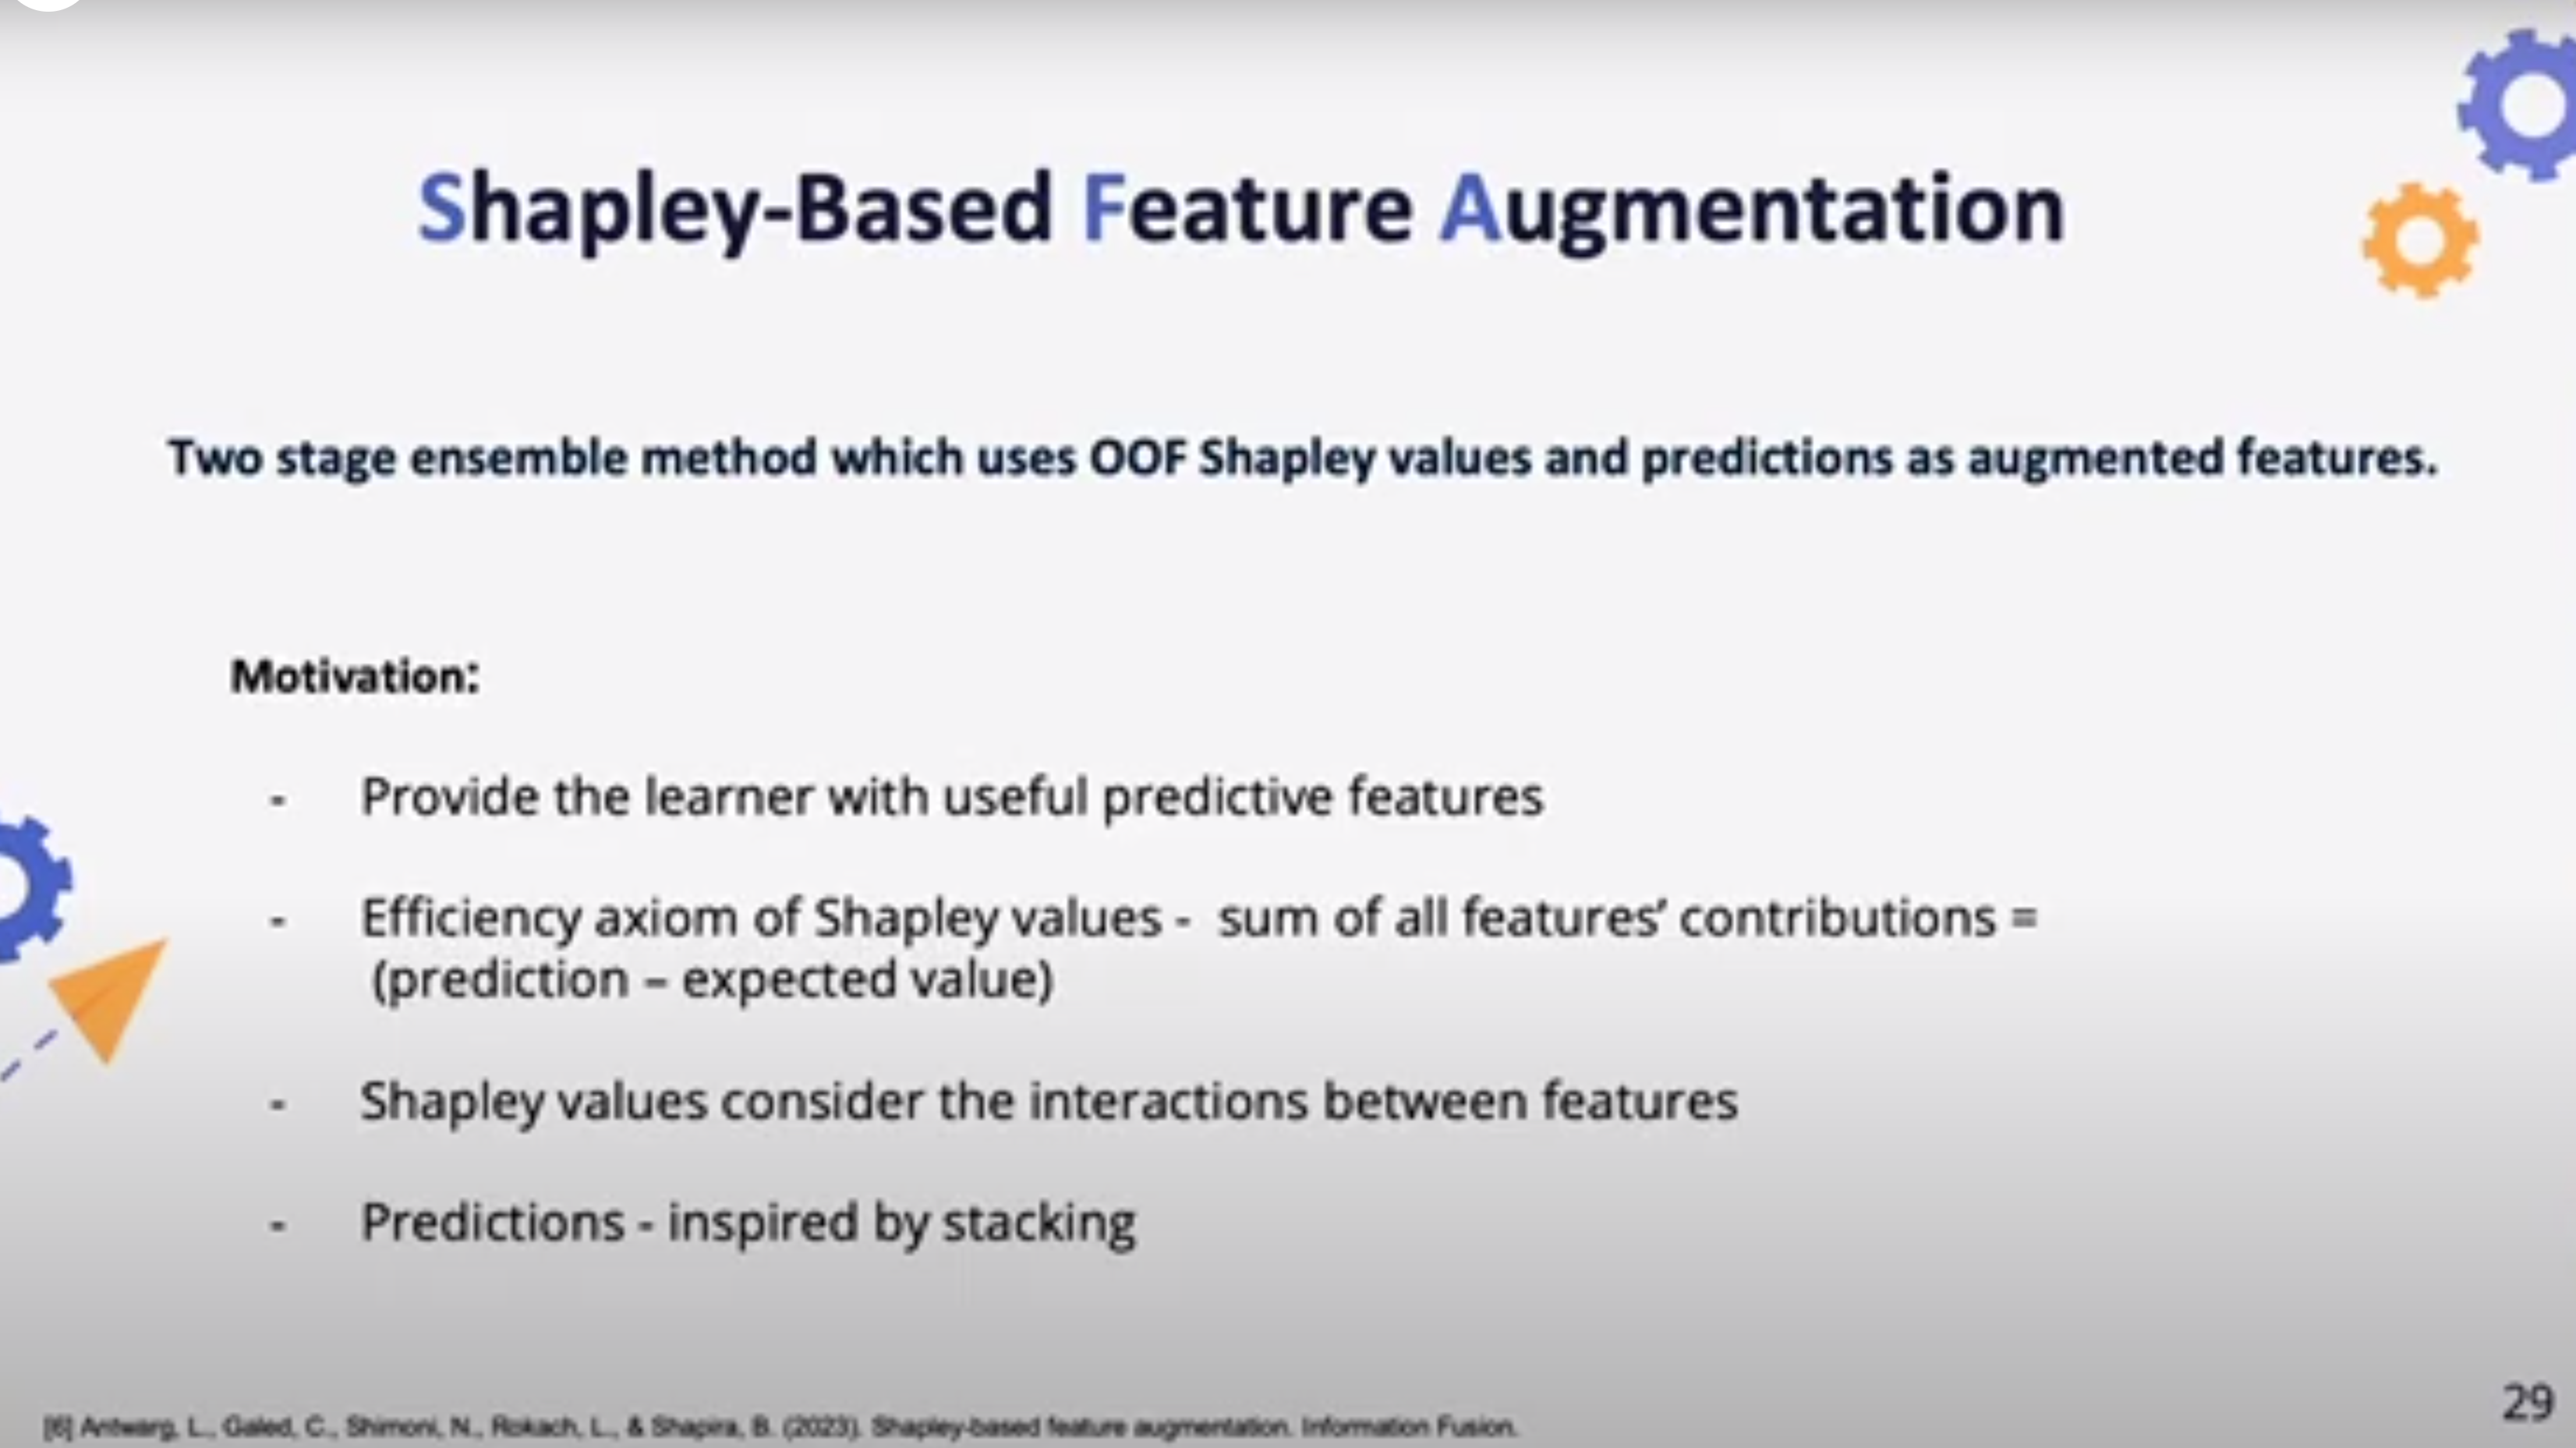 Shapley-Based Feature Augmentation
Two stage ensemble method which uses OOF Shapley values and predictions as augmented features.
Motivation:
- Provide the learner with useful predictive features
- Efficiency axiom of Shapley values - sum of all features’ contributions =
(prediction – expected value)
- Shapley values consider the interactions between features
- Predictions - inspired by stacking
[6] Antwarg, L., Galed, C., Shimoni, N., Rokach, L., & Shapira, B. (2023). Shapley-based feature augmentation. Information Fusion.
29